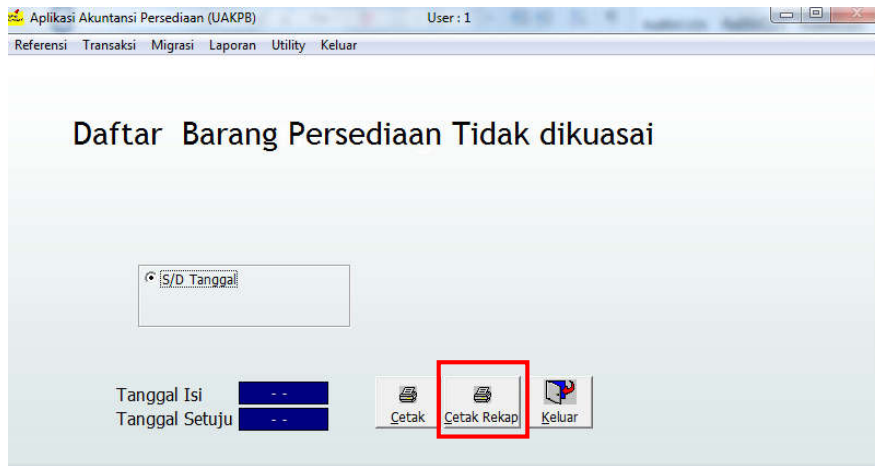 Aplikasi Akuntansi Persediaan (UAKPB) User : 1
Referensi Transaksi Migrasi Laporan Utility Keluar
Daftar Barang Persediaan Tidak dikuasai
S/D Tanggal
Tanggal Isi - -
Tanggal Setuju - -
Cetak Cetak Rekap Keluar